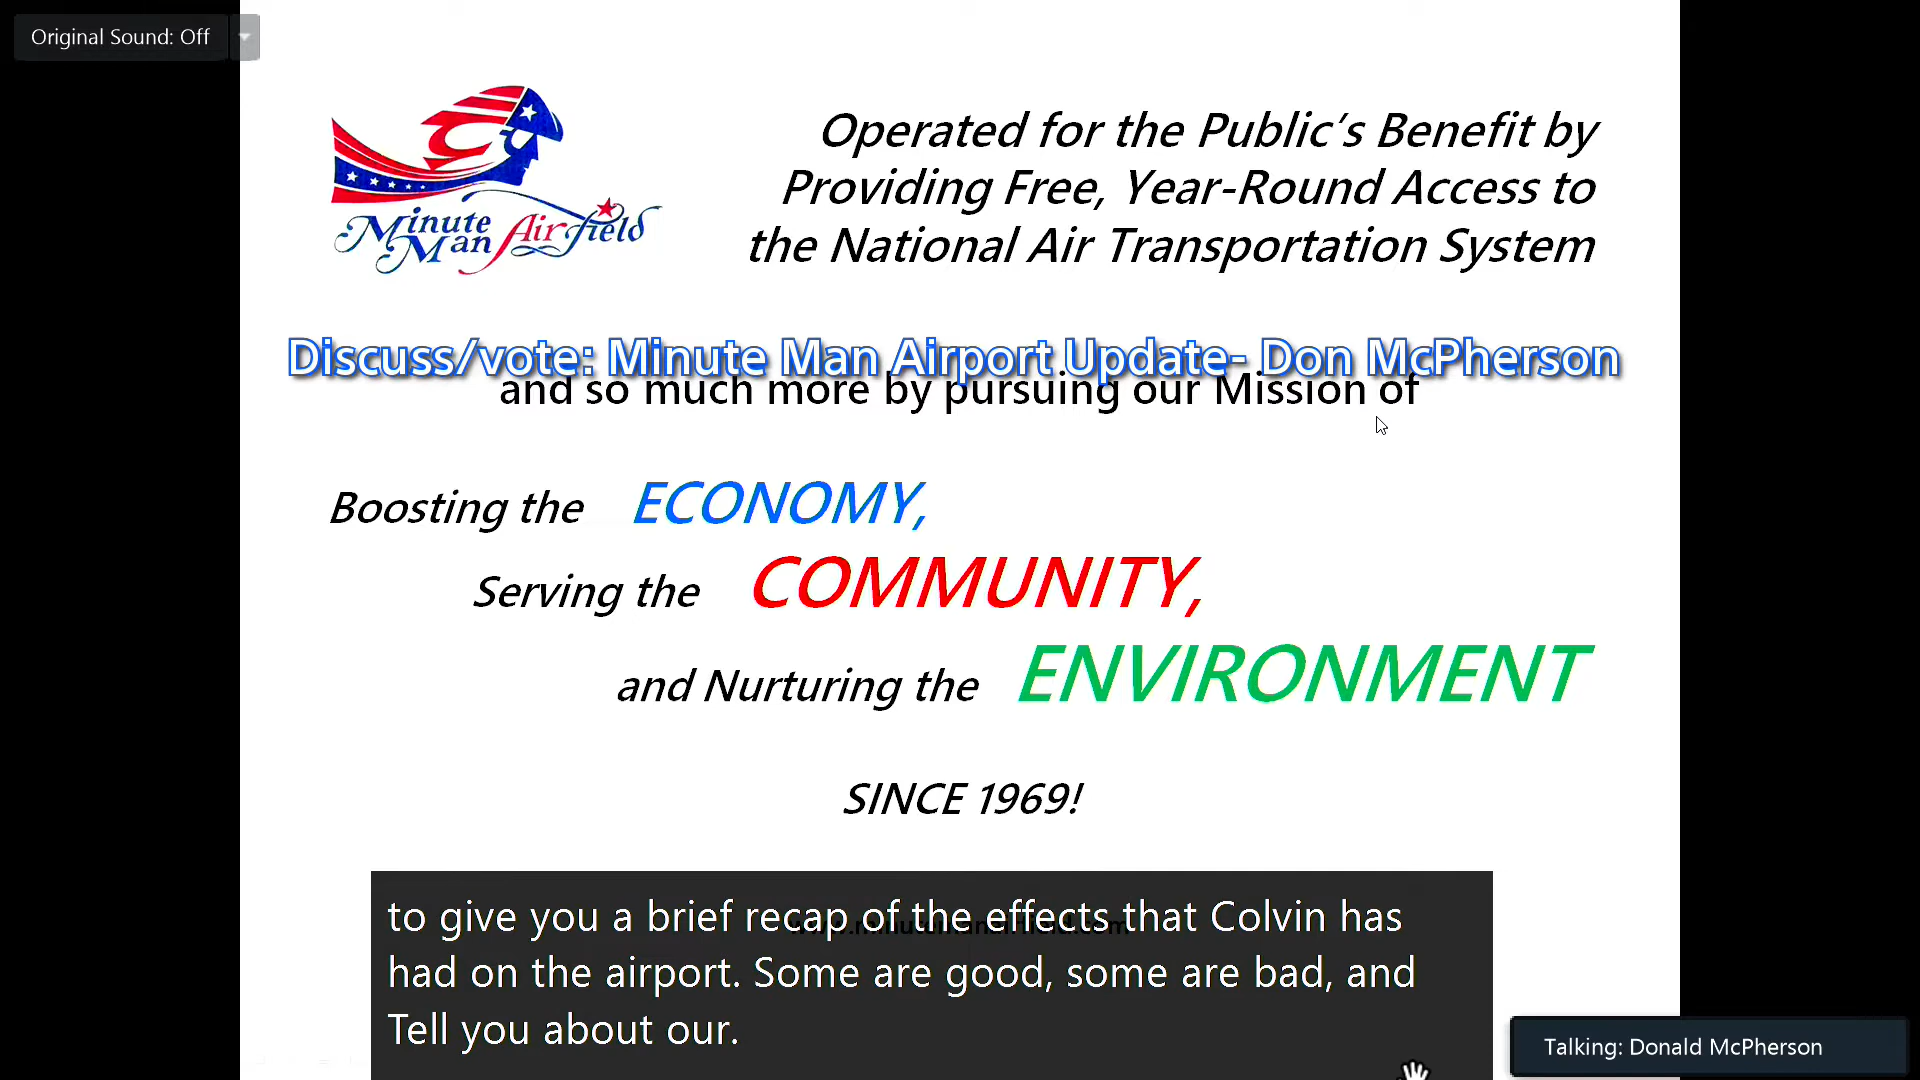 Original Sound: Off
Minute
Man Airfield
Operated for the Public's Benefit by
Providing Free, Year-Round Access to
the National Air Transportation System
Discuss/vote: Minute Man Airport Update- Don McPherson
and so much more by pursuing our Mission of
Boosting the ECONOMY,
Serving the COMMUNITY,
and Nurturing the ENVIRONMENT
SINCE 1969!
to give you a brief recap of the effects that Colvin has
had on the airport. Some are good, some are bad, and
Tell you about our.
Talking: Donald McPherson